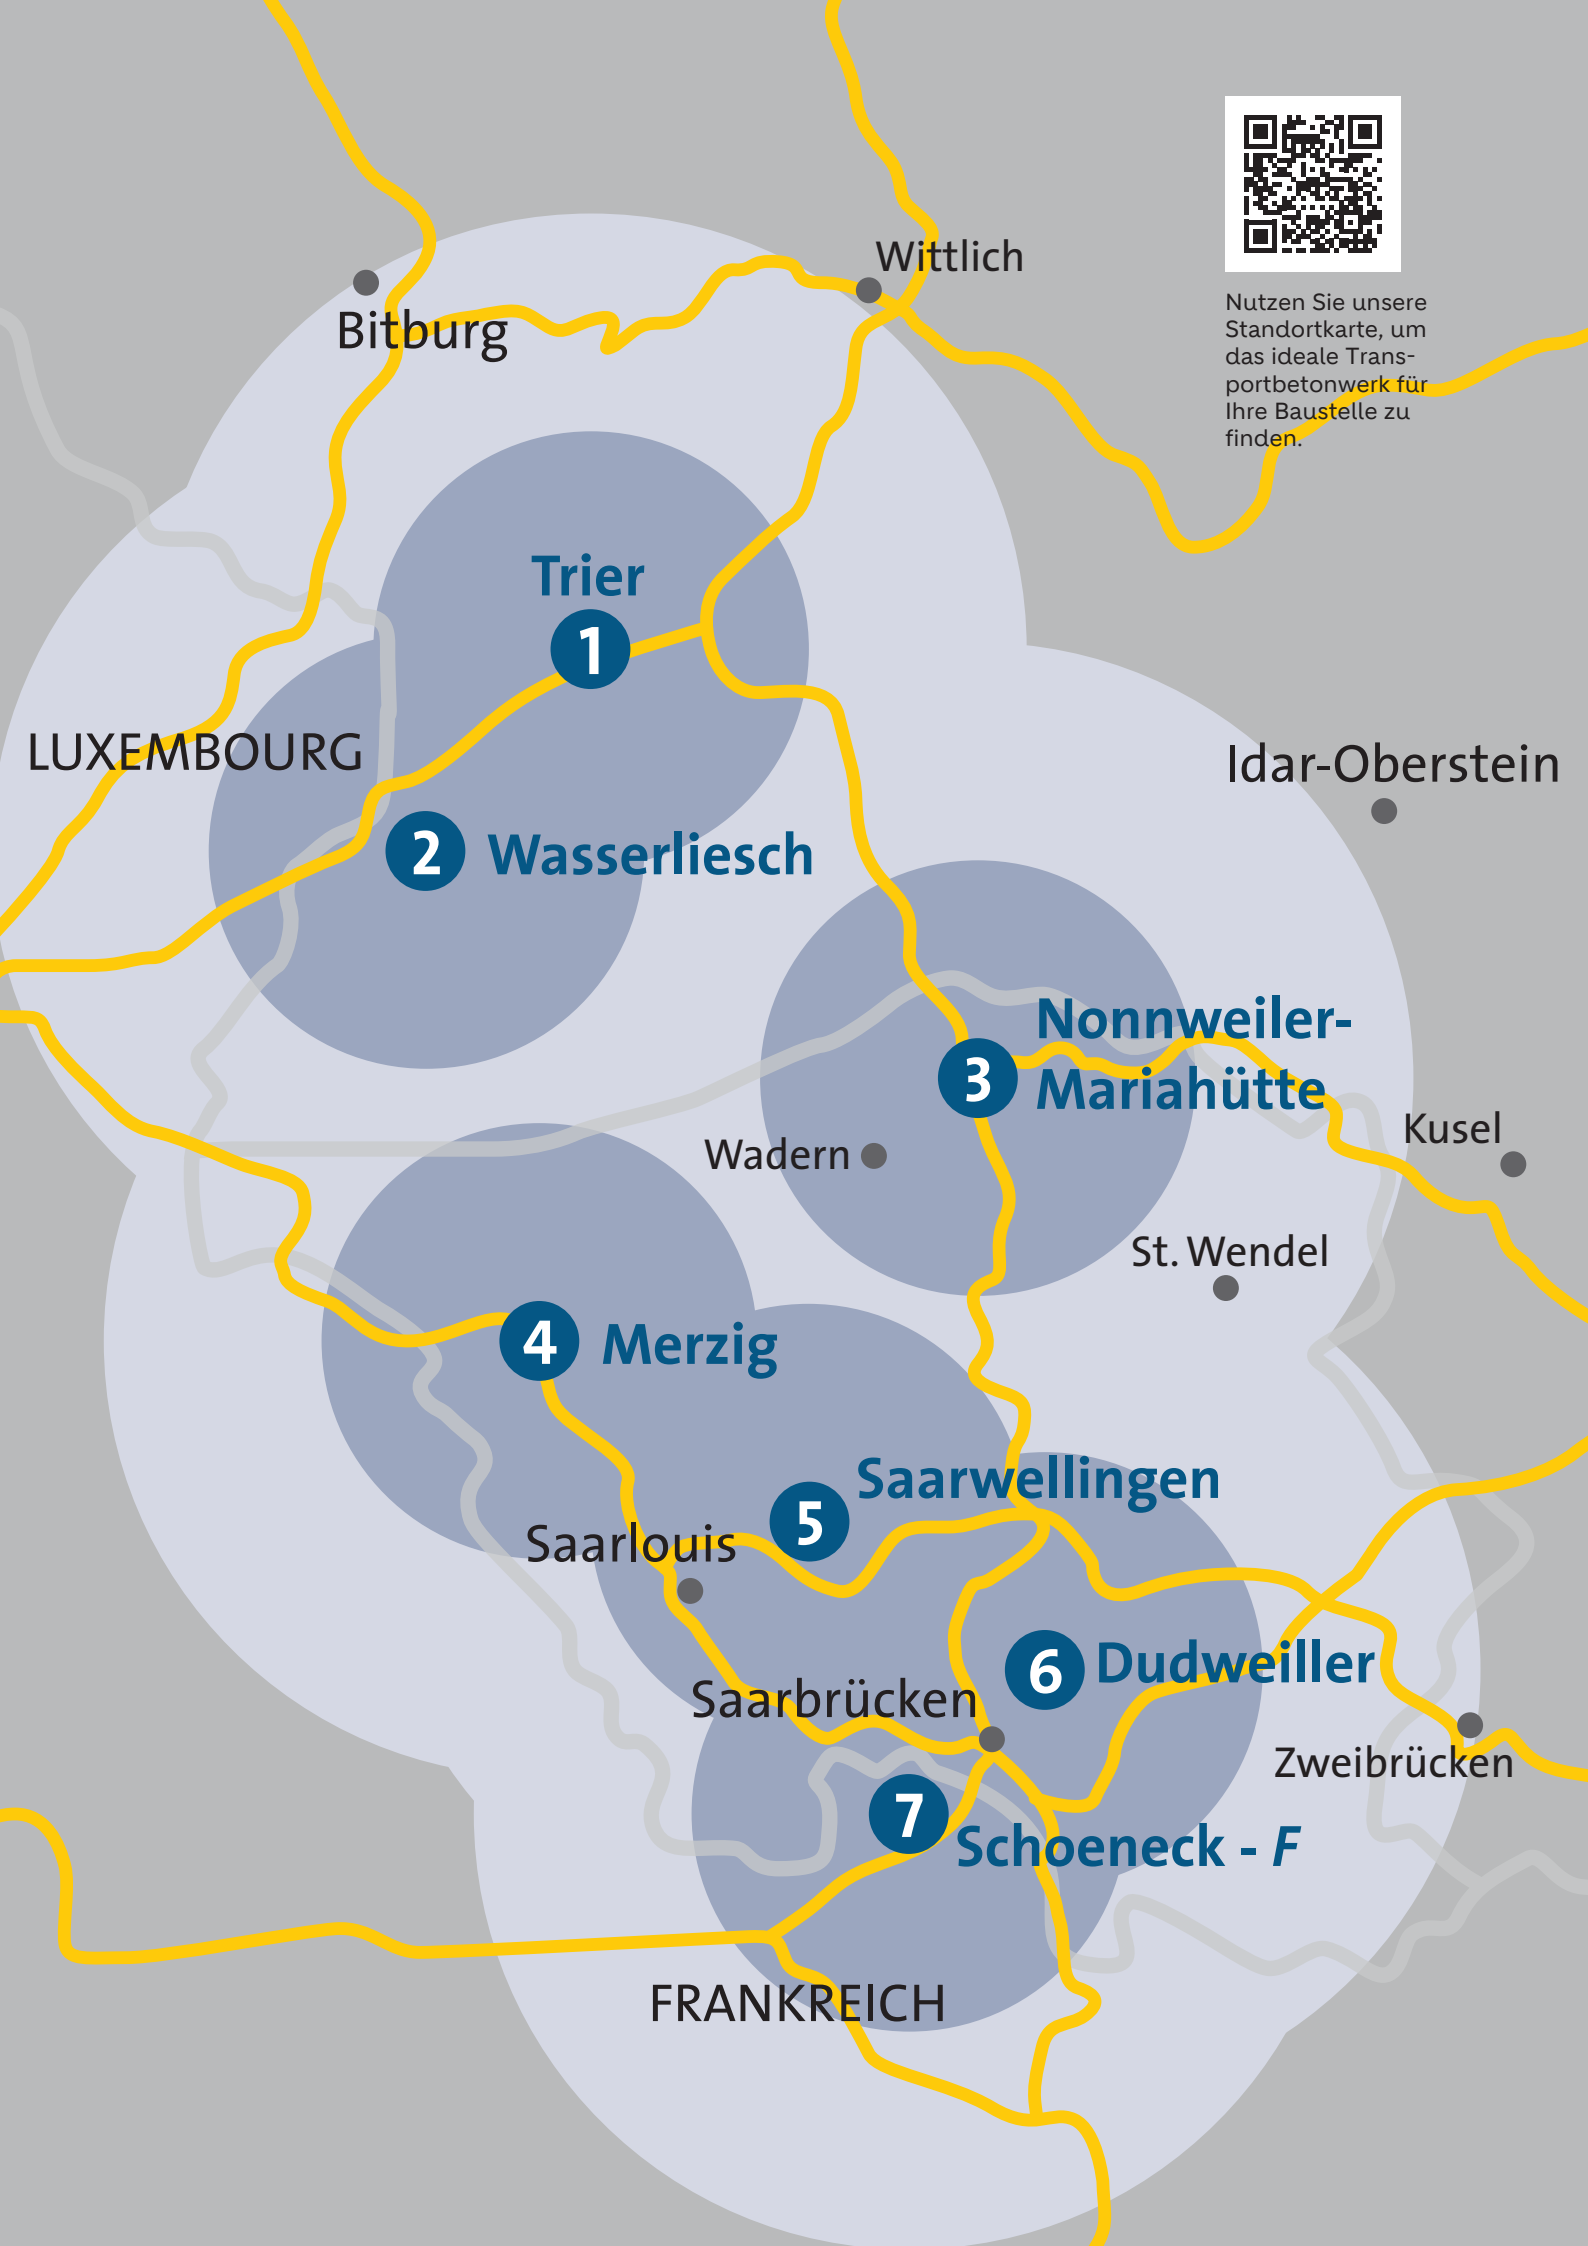 Wittlich
Nutzen Sie unsere
Standortkarte, um
das ideale Trans-
portbetonwerk für
Ihre Baustelle zu
finden.
Bitburg
Trier
1
LUXEMBOURG
Idar-Oberstein
2 Wasserliesch
Nonnweiler-
3
Mariahütte
Kusel
Wadern
St. Wendel
4 Merzig
Saarwellingen
5
Saarlouis
6 Dudweiller
Saarbrücken
Zweibrücken
7
Schoeneck - F
FRANKREICH